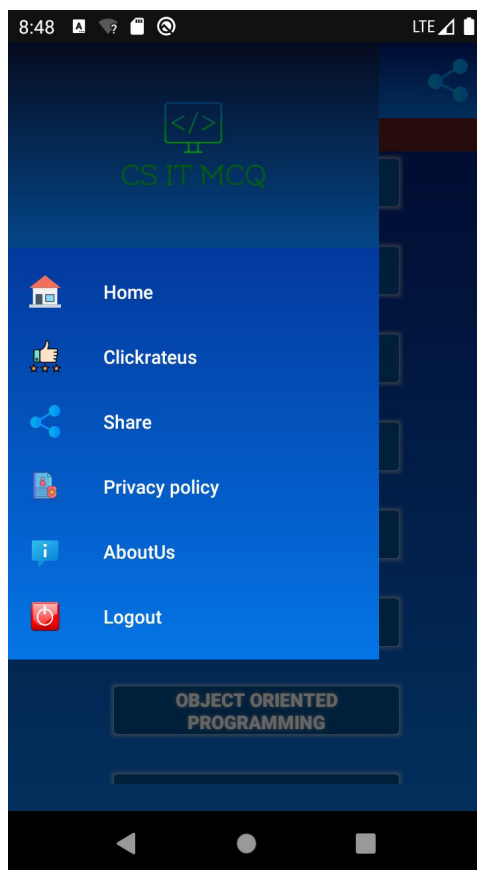 8:48
LTE
</>
CS IT MCQ
Home
Clickrateus
Share
Privacy policy
AboutUs
Logout
OBJECT ORIENTED
PROGRAMMING